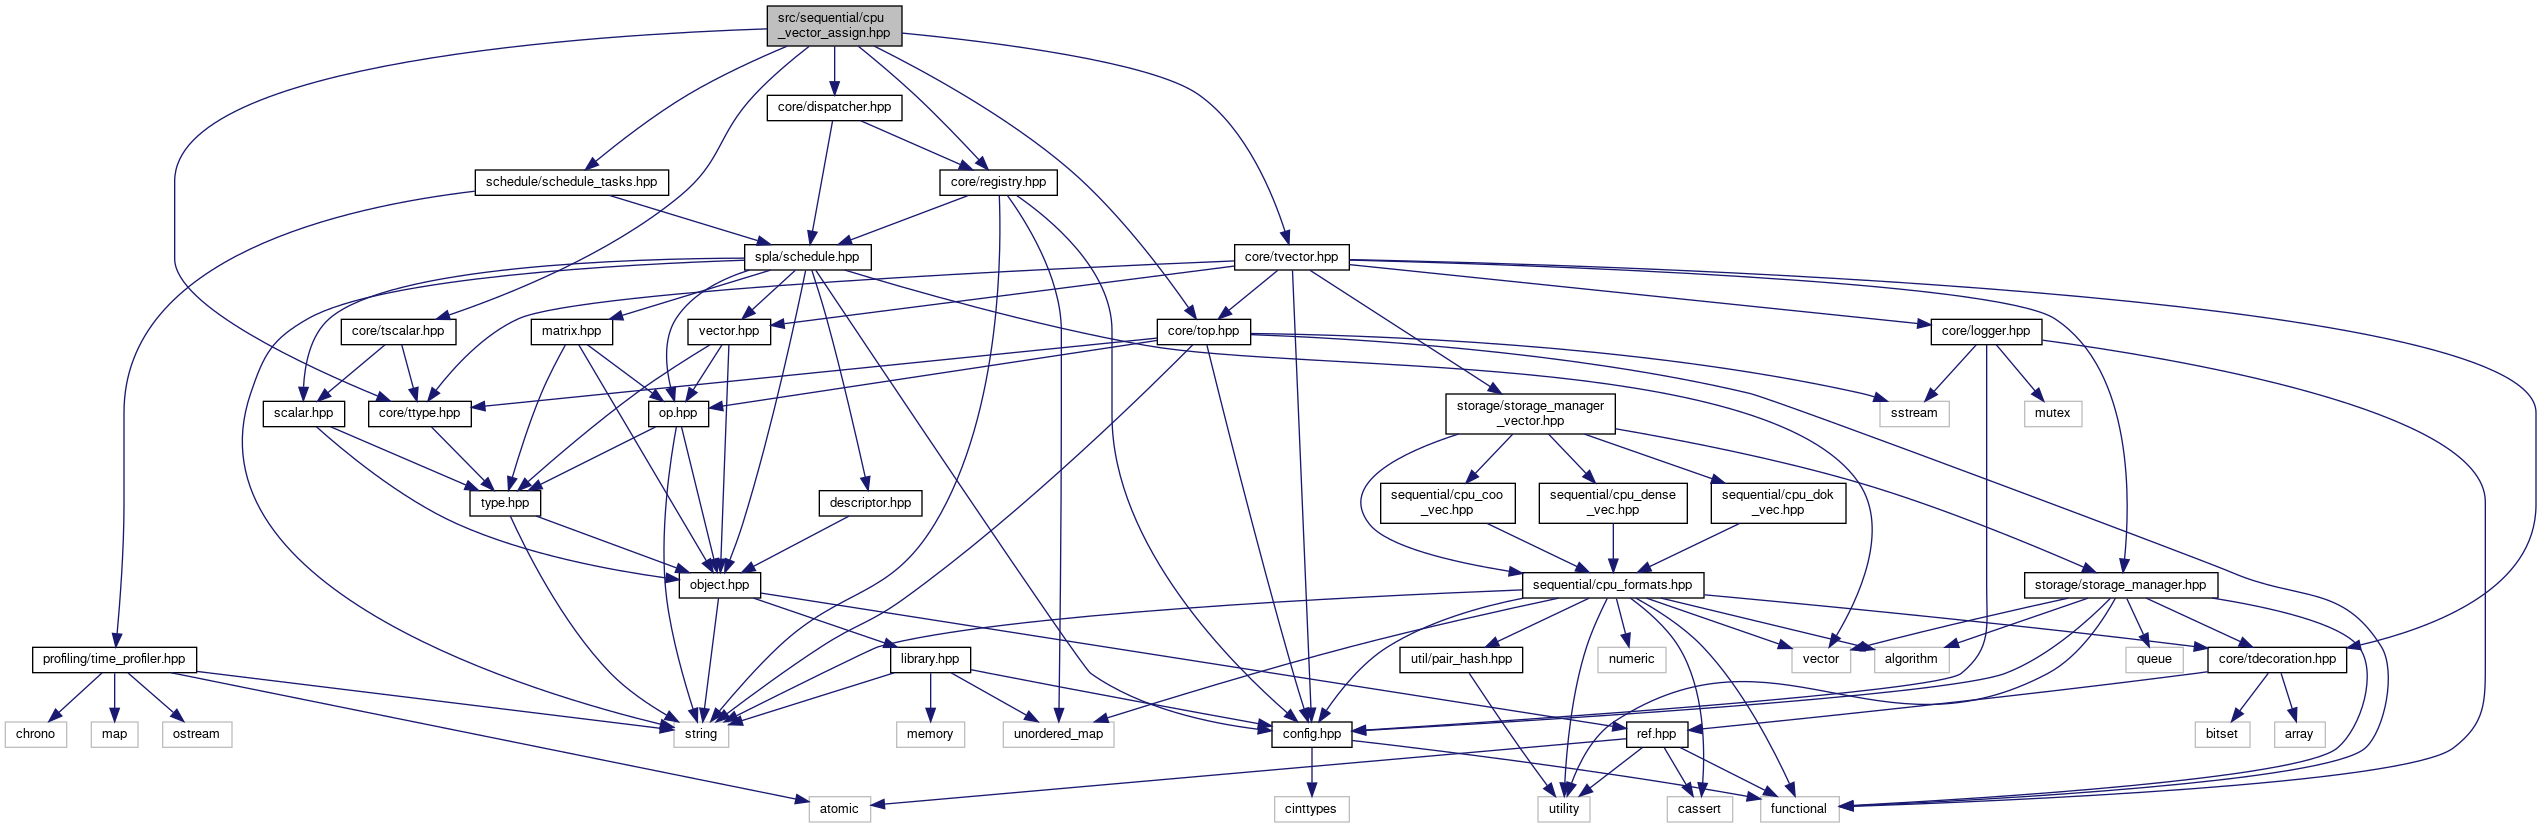 src/sequential/cpu
_vector_assign.hpp
core/dispatcher.hpp
schedule/schedule_tasks.hpp
core/registry.hpp
spla/schedule.hpp
core/tvector.hpp
core/tscalar.hpp
matrix.hpp
vector.hpp
core/top.hpp
core/logger.hpp
scalar.hpp
core/ttype.hpp
op.hpp
storage/storage_manager
_vector.hpp
sstream
mutex
type.hpp
descriptor.hpp
sequential/cpu_coo
_vec.hpp
sequential/cpu_dense
_vec.hpp
sequential/cpu_dok
_vec.hpp
object.hpp
sequential/cpu_formats.hpp
storage/storage_manager.hpp
profiling/time_profiler.hpp
library.hpp
util/pair_hash.hpp
numeric
vector
algorithm
queue
core/tdecoration.hpp
chrono
map
ostream
string
memory
unordered_map
config.hpp
ref.hpp
bitset
array
atomic
cinttypes
utility
cassert
functional